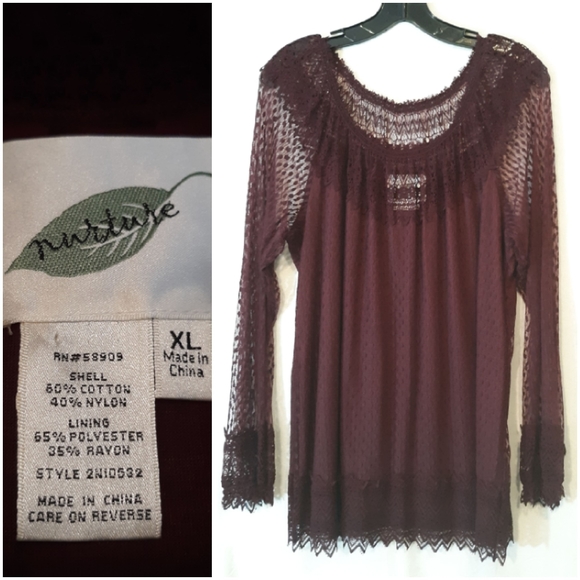 nurture
XL
Made in
China
RN#58909
SHELL
60% COTTON
40% NYLON
LINING
65% POLYESTER
35% RAYON
STYLE 2N10532
MADE IN CHINA
CARE ON REVERSE